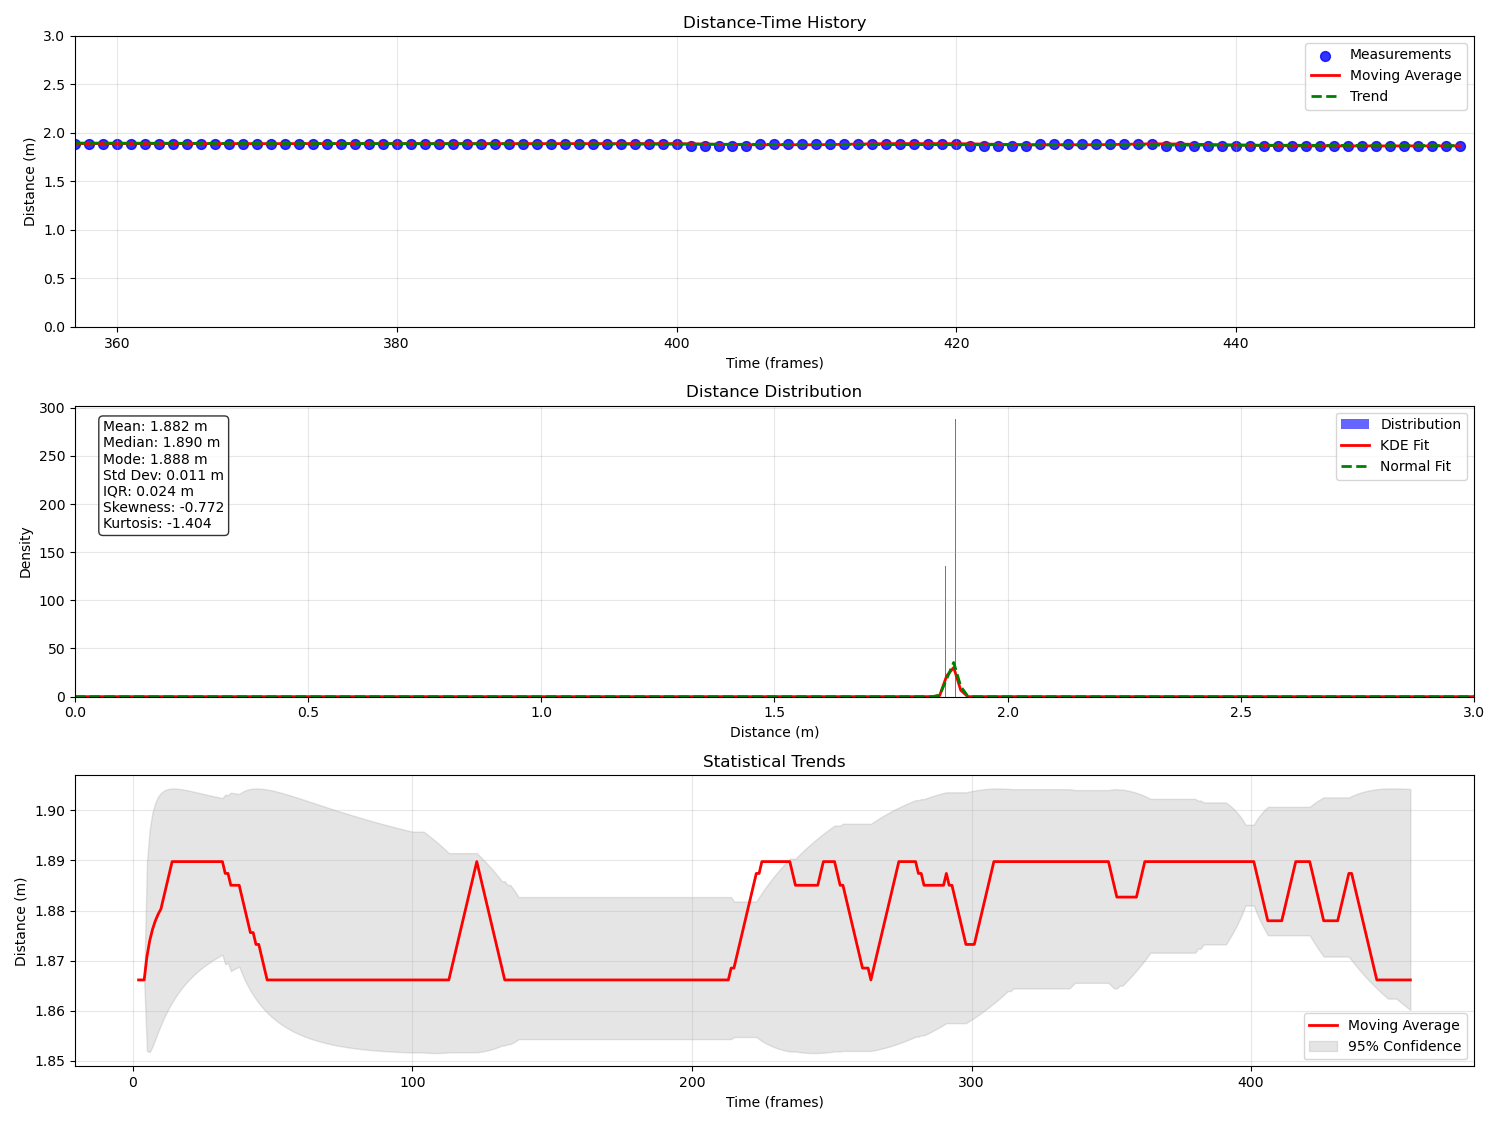 Distance-Time History
Distance (m)
3.0
2.5
2.0
1.5
1.0
0.5
0.0
Measurements
Moving Average
Trend
360
380
400
420
440
Time (frames)
Distance Distribution
Density
300
250
200
150
100
50
0
Mean: 1.882 m
Median: 1.890 m
Mode: 1.888 m
Std Dev: 0.011 m
IQR: 0.024 m
Skewness: -0.772
Kurtosis: -1.404
Distribution
KDE Fit
Normal Fit
0.0
0.5
1.0
1.5
2.0
2.5
3.0
Distance (m)
Statistical Trends
Distance (m)
1.90
1.89
1.88
1.87
1.86
1.85
Moving Average
95% Confidence
0
100
200
300
400
Time (frames)